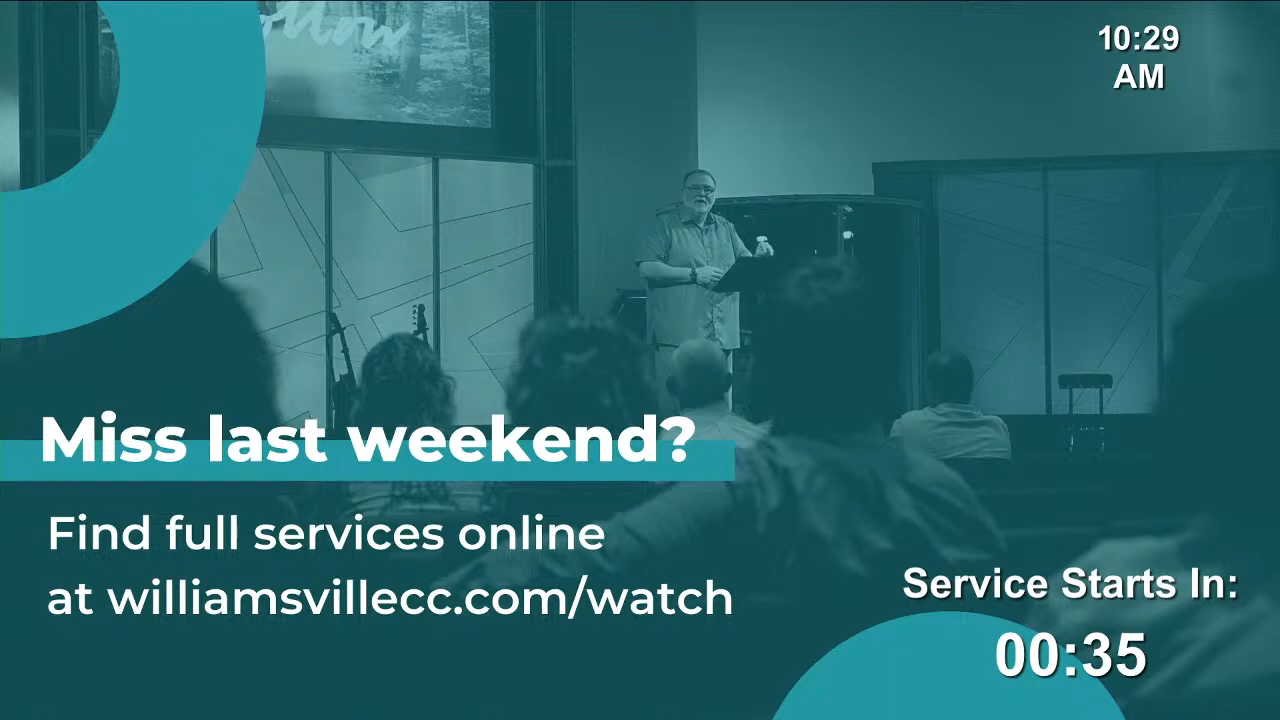 10:29
AM
Miss last weekend?
Find full services online
at williamsvillecc.com/watch
Service Starts In:
00:35